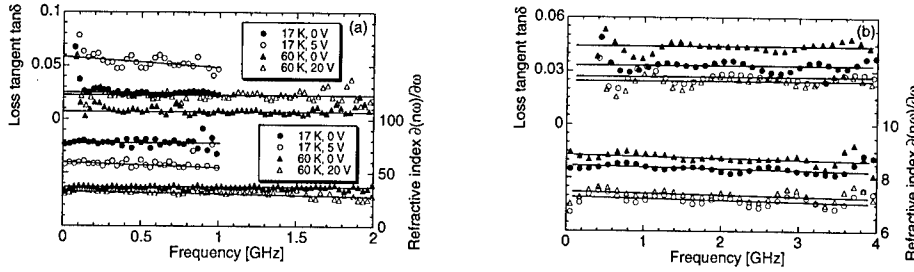 0.1
0.05
0
Loss tangent tanδ
(a)
● 17 K, 0 V
○ 17 K, 5 V
▲ 60 K, 0 V
△ 60 K, 20 V
● 17 K, 0 V
○ 17 K, 5 V
▲ 60 K, 0 V
△ 60 K, 20 V
100
50
0
Refractive index ∂(nω)/∂ω
0 0.5 1 1.5 2
Frequency [GHz]
0.06
0.03
0
Loss tangent tanδ
(b)
10
8
6
Refractive index ∂(nω)/∂ω
0 1 2 3 4
Frequency [GHz]